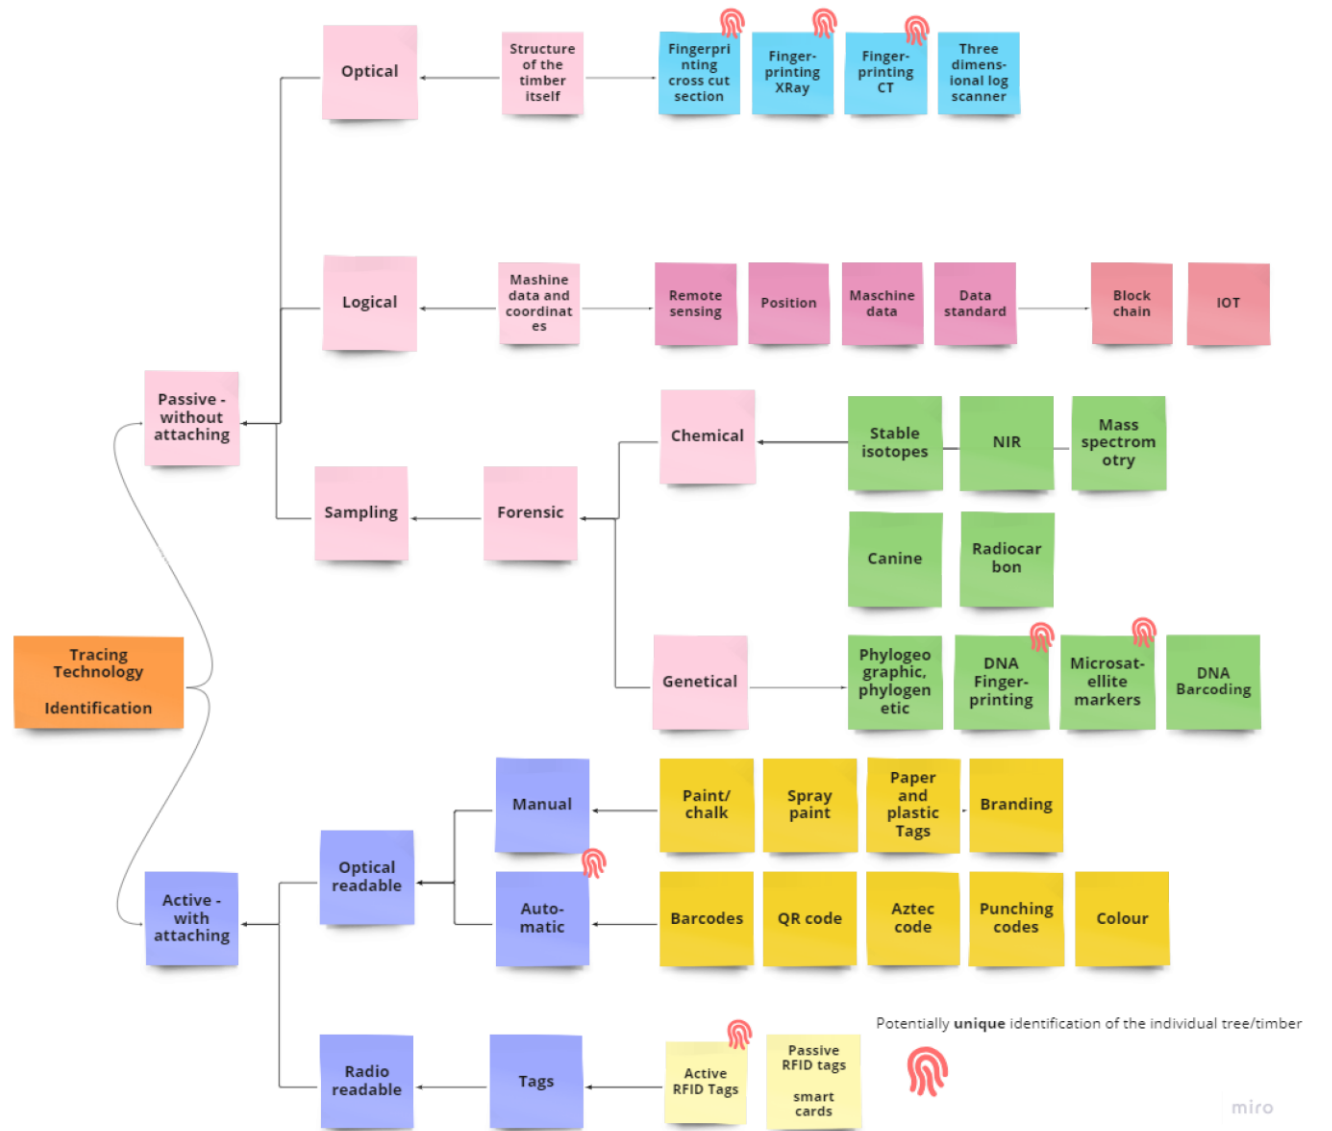 Optical
Structure
of the
timber
itself
Fingerpri
nting
cross cut
section
Finger-
printing
XRay
Finger-
printing
CT
Three
dimens-
ional log
scanner
Logical
Mashine
data and
coordinat
es
Remote
sensing
Position
Maschine
data
Data
standard
Block
chain
IOT
Passive -
without
attaching
Chemical
Stable
isotopes
NIR
Mass
spectrom
otry
Sampling
Forensic
Canine
Radiocar
bon
Tracing
Technology
Identification
Genetical
Phylogeo
graphic,
phylogen
etic
DNA
Finger-
printing
Microsat-
ellite
markers
DNA
Barcoding
Manual
Paint/
chalk
Spray
paint
Paper
and
plastic
Tags
Branding
Optical
readable
Active -
with
attaching
Auto-
matic
Barcodes
QR code
Aztec
code
Punching
codes
Colour
Potentially unique identification of the individual tree/timber
Radio
readable
Tags
Active
RFID Tags
Passive
RFID tags
smart
cards
miro